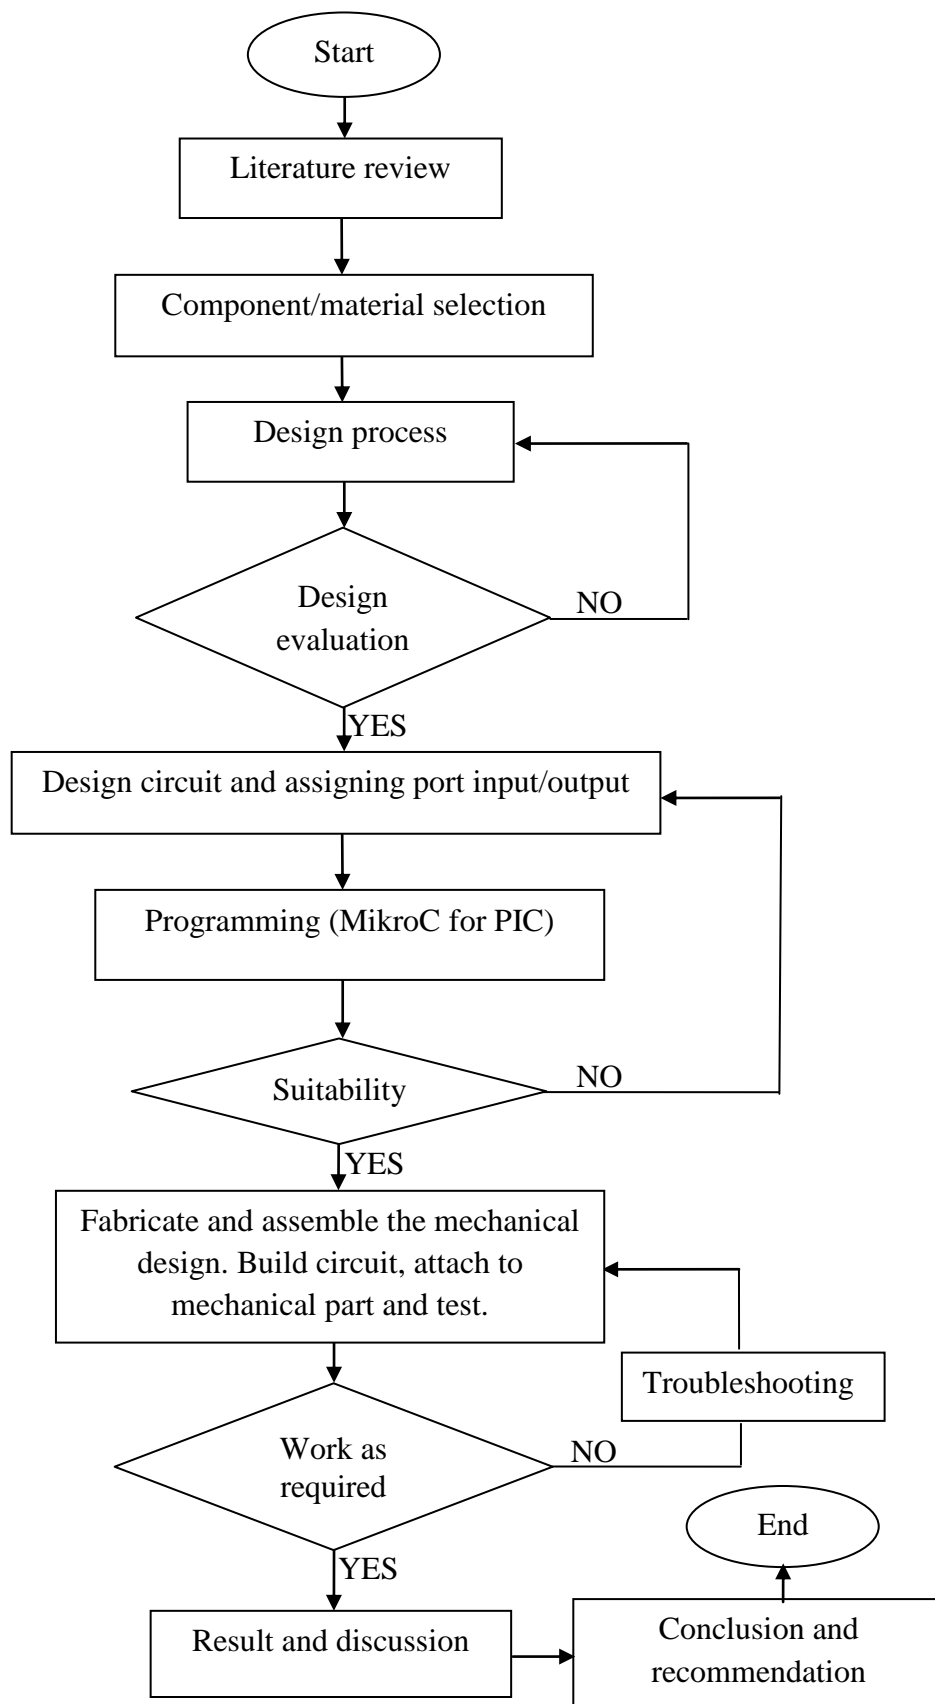 Start
Literature review
Component/material selection
Design process
Design
evaluation
NO
YES
Design circuit and assigning port input/output
Programming (MikroC for PIC)
Suitability
NO
YES
Fabricate and assemble the mechanical
design. Build circuit, attach to
mechanical part and test.
Troubleshooting
Work as
required
NO
YES
Result and discussion
Conclusion and
recommendation
End